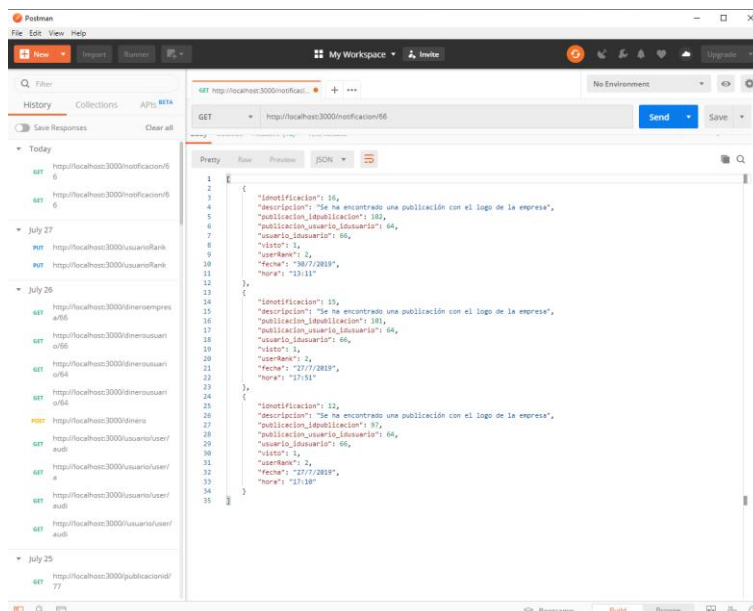 Postman
File Edit View Help
New Import Runner My Workspace Invite Upgrade
Filter
History Collections APIs BETA
Save Responses Clear all
Today
GET http://localhost:3000/notificacion/6
6
GET http://localhost:3000/notificacion/6
6
July 27
PUT http://localhost:3000/usuarioRank
PUT http://localhost:3000/usuarioRank
July 26
GET http://localhost:3000/dineroempres
a/66
GET http://localhost:3000/dinerousuari
o/66
GET http://localhost:3000/dinerousuari
o/64
GET http://localhost:3000/dinerousuari
o/64
POST http://localhost:3000/dinero
GET http://localhost:3000/usuario/user/
audi
GET http://localhost:3000/usuario/user/
a
GET http://localhost:3000/usuario/user/
audi
GET http://localhost:3000//usuario/user/
audi
July 25
GET http://localhost:3000/publicacionid/
77
GET http://localhost:3000/notificaci... + ...
No Environment
GET http://localhost:3000/notificacion/66 Send Save
Pretty Raw Preview JSON
1 [
2 {
3 "idnotificacion": 16,
4 "descripcion": "Se ha encontrado una publicación con el logo de la empresa",
5 "publicacion_idpublicacion": 102,
6 "publicacion_usuario_idusuario": 64,
7 "usuario_idusuario": 66,
8 "visto": 1,
9 "userRank": 2,
10 "fecha": "30/7/2019",
11 "hora": "13:11"
12 },
13 {
14 "idnotificacion": 15,
15 "descripcion": "Se ha encontrado una publicación con el logo de la empresa",
16 "publicacion_idpublicacion": 101,
17 "publicacion_usuario_idusuario": 64,
18 "usuario_idusuario": 66,
19 "visto": 1,
20 "userRank": 2,
21 "fecha": "27/7/2019",
22 "hora": "17:51"
23 },
24 {
25 "idnotificacion": 12,
26 "descripcion": "Se ha encontrado una publicación con el logo de la empresa",
27 "publicacion_idpublicacion": 97,
28 "publicacion_usuario_idusuario": 64,
29 "usuario_idusuario": 66,
30 "visto": 1,
31 "userRank": 2,
32 "fecha": "27/7/2019",
33 "hora": "17:10"
34 }
35 ]
Bootcamp Build Browse